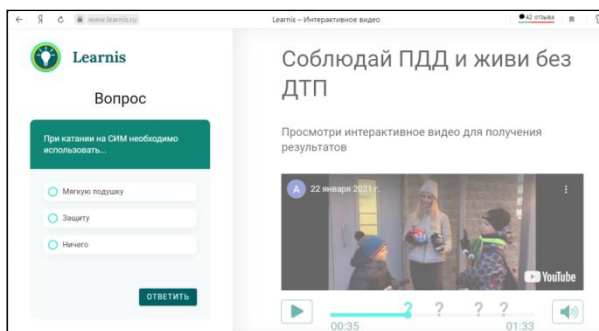 www.learnis.ru
Learnis – Интерактивное видео
42 отзыва
Learnis
Вопрос
При катании на СИМ необходимо
использовать...
Мягкую подушку
Защиту
Ничего
ОТВЕТИТЬ
Соблюдай ПДД и живи без
ДТП
Просмотри интерактивное видео для получения
результатов
А 22 января 2021 г.
YouTube
? ? ? ?
00:35 01:33